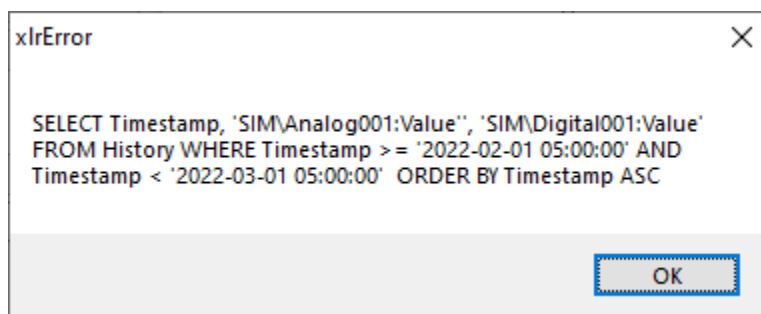 xlrError
SELECT Timestamp, 'SIM\Analog001:Value'', 'SIM\Digital001:Value'
FROM History WHERE Timestamp >= '2022-02-01 05:00:00' AND
Timestamp < '2022-03-01 05:00:00'  ORDER BY Timestamp ASC
OK